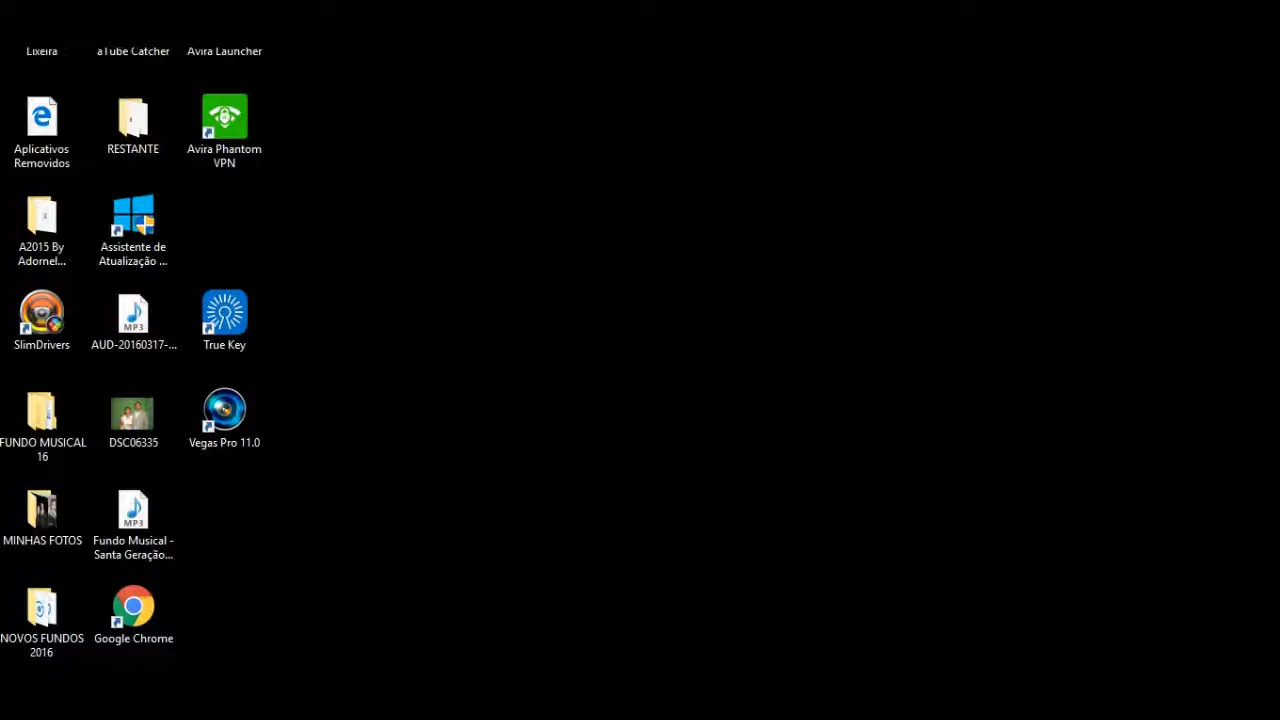 Lixeira
aTube Catcher
Avira Launcher
Aplicativos
Removidos
RESTANTE
Avira Phantom
VPN
A2015 By
Adornel...
Assistente de
Atualização ...
SlimDrivers
MP3
AUD-20160317-...
True Key
FUNDO MUSICAL
16
DSC06335
Vegas Pro 11.0
MINHAS FOTOS
MP3
Fundo Musical -
Santa Geração...
NOVOS FUNDOS
2016
Google Chrome